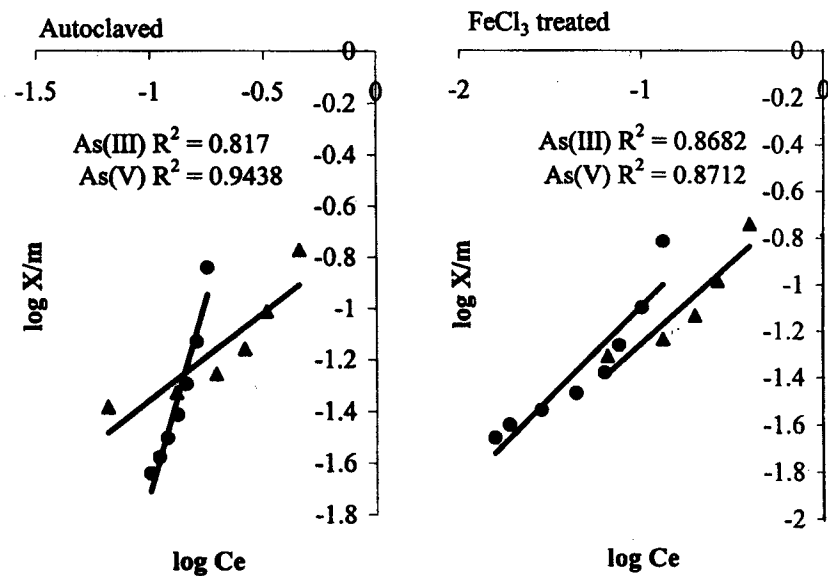 Autoclaved
-1.5
-1
-0.5
0
0
-0.2
-0.4
-0.6
-0.8
-1
-1.2
-1.4
-1.6
-1.8
As(III) R² = 0.817
As(V) R² = 0.9438
log X/m
log Ce
FeCl₃ treated
-2
-1
0
0
-0.2
-0.4
-0.6
-0.8
-1
-1.2
-1.4
-1.6
-1.8
-2
As(III) R² = 0.8682
As(V) R² = 0.8712
log X/m
log Ce